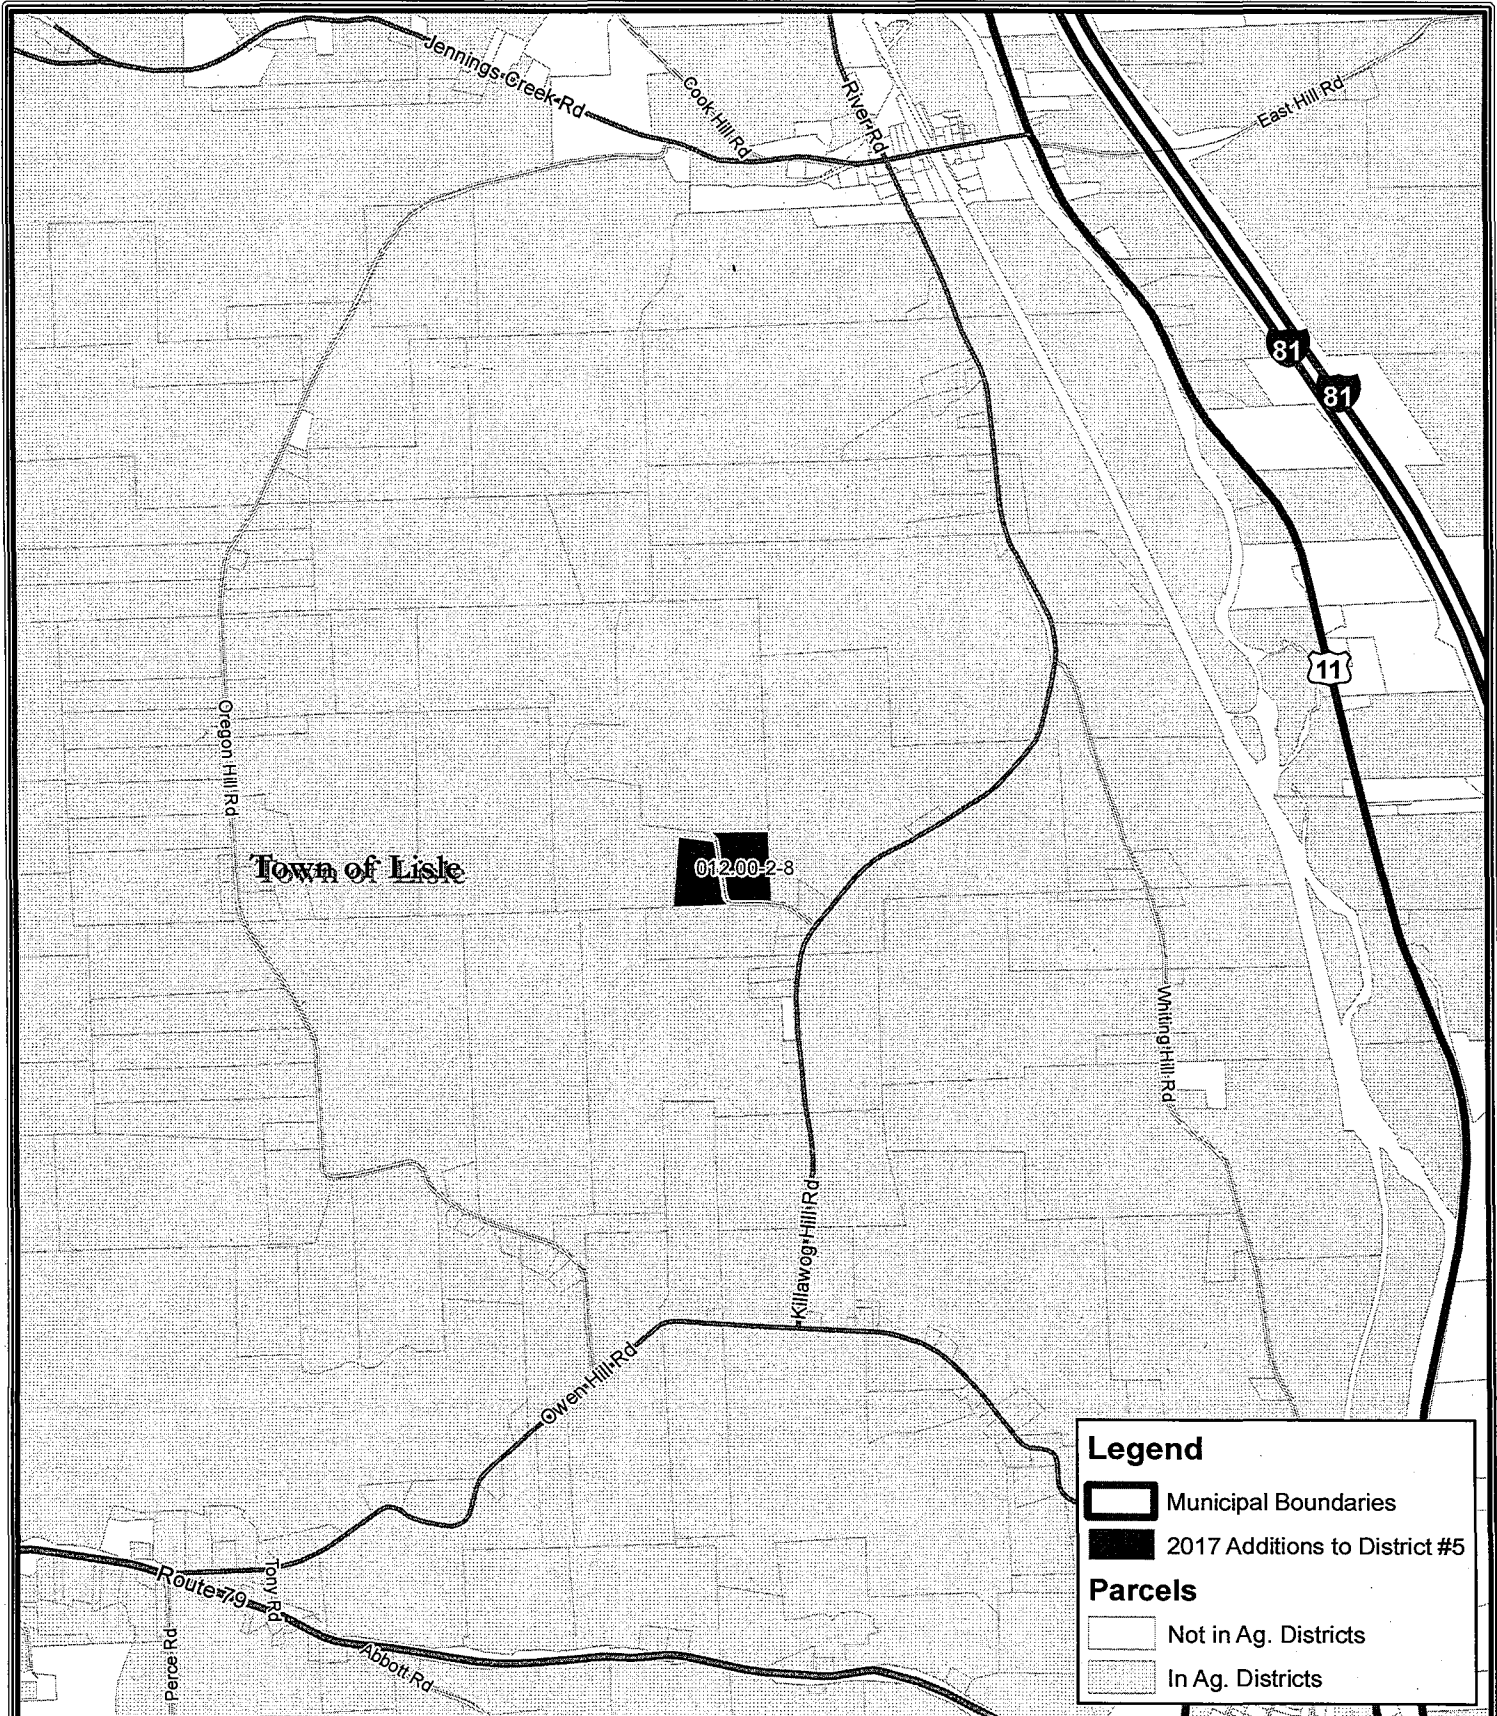 Jennings Creek Rd
Cook Hill Rd
River Rd
East Hill Rd
81
81
11
Oregon Hill Rd
Town of Lisle
012.00-2-8
Whiting Hill Rd
Killawog Hill Rd
Owen Hill Rd
Route 79
Tony Rd
Perce Rd
Abbott Rd
Legend
Municipal Boundaries
2017 Additions to District #5
Parcels
Not in Ag. Districts
In Ag. Districts